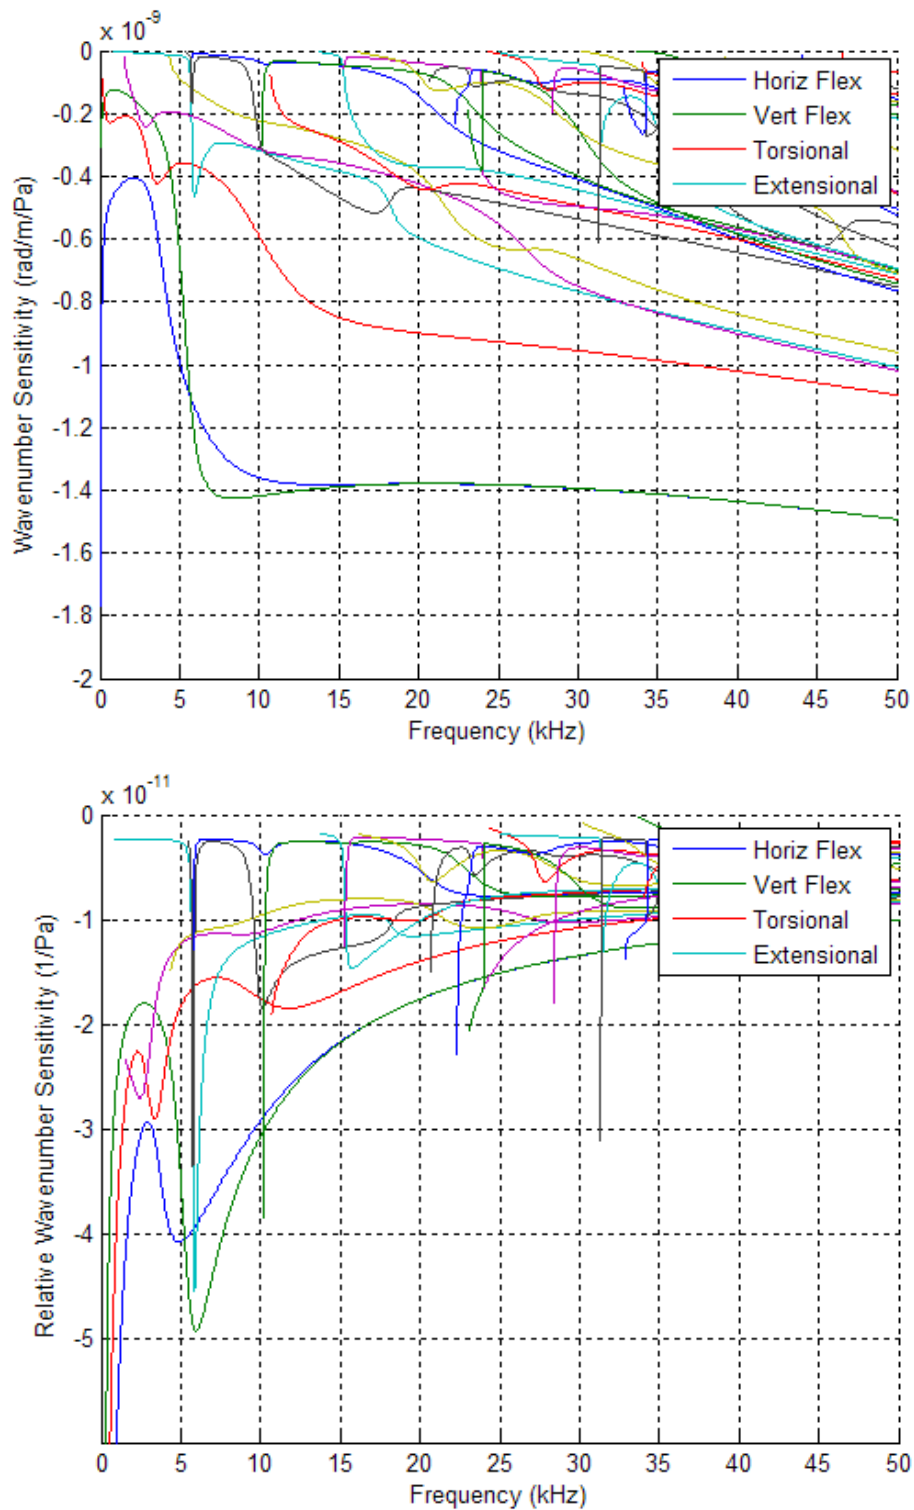 x 10-9
0
-0.2
-0.4
-0.6
-0.8
-1
-1.2
-1.4
-1.6
-1.8
-2
Wavenumber Sensitivity (rad/m/Pa)
Horiz Flex
Vert Flex
Torsional
Extensional
0 5 10 15 20 25 30 35 40 45 50
Frequency (kHz)
x 10-11
0
-1
-2
-3
-4
-5
Relative Wavenumber Sensitivity (1/Pa)
Horiz Flex
Vert Flex
Torsional
Extensional
0 5 10 15 20 25 30 35 40 45 50
Frequency (kHz)